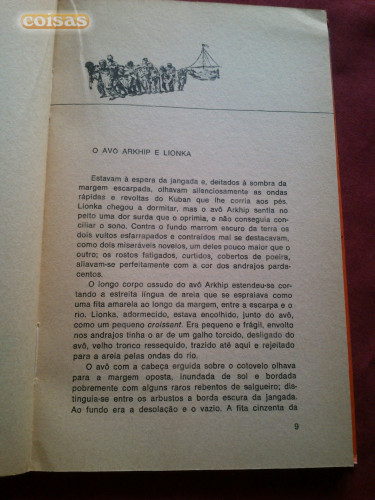 coisas
O AVÔ ARKHIP E LIONKA
Estavam à espera da jangada e, deitados à sombra da
margem escarpada, olhavam silenciosamente as ondas
rápidas e revoltas do Kuban que lhe corria aos pés.
Lionka chegou a dormitar, mas o avô Arkhip sentia no
peito uma dor surda que o oprimia, e não conseguia con-
ciliar o sono. Contra o fundo marrom escuro da terra os
dois vultos esfarrapados e contraídos mal se destacavam,
como dois miseráveis novelos, um deles pouco maior que o
outro; os rostos fatigados, curtidos, cobertos de poeira,
aliavam-se perfeitamente com a cor dos andrajos parda-
centos.
O longo corpo ossudo do avô Arkhip estendeu-se cor-
tando a estreita língua de areia que se espraiava como
uma fita amarela ao longo da margem, entre a escarpa e o
rio. Lionka, adormecido, estava encolhido, junto do avô,
como um pequeno croissant. Era pequeno e frágil, envolto
nos andrajos tinha o ar de um galho torcido, desligado do
avô, velho tronco ressequido, trazido até aqui e rejeitado
para a areia pelas ondas do rio.
O avô com a cabeça erguida sobre o cotovelo olhava
para a margem oposta, inundada de sol e bordada
pobremente com alguns raros rebentos de salgueiro; dis-
tinguia-se entre os arbustos a borda escura da jangada.
Ao fundo era a desolação e o vazio. A fita cinzenta da
9